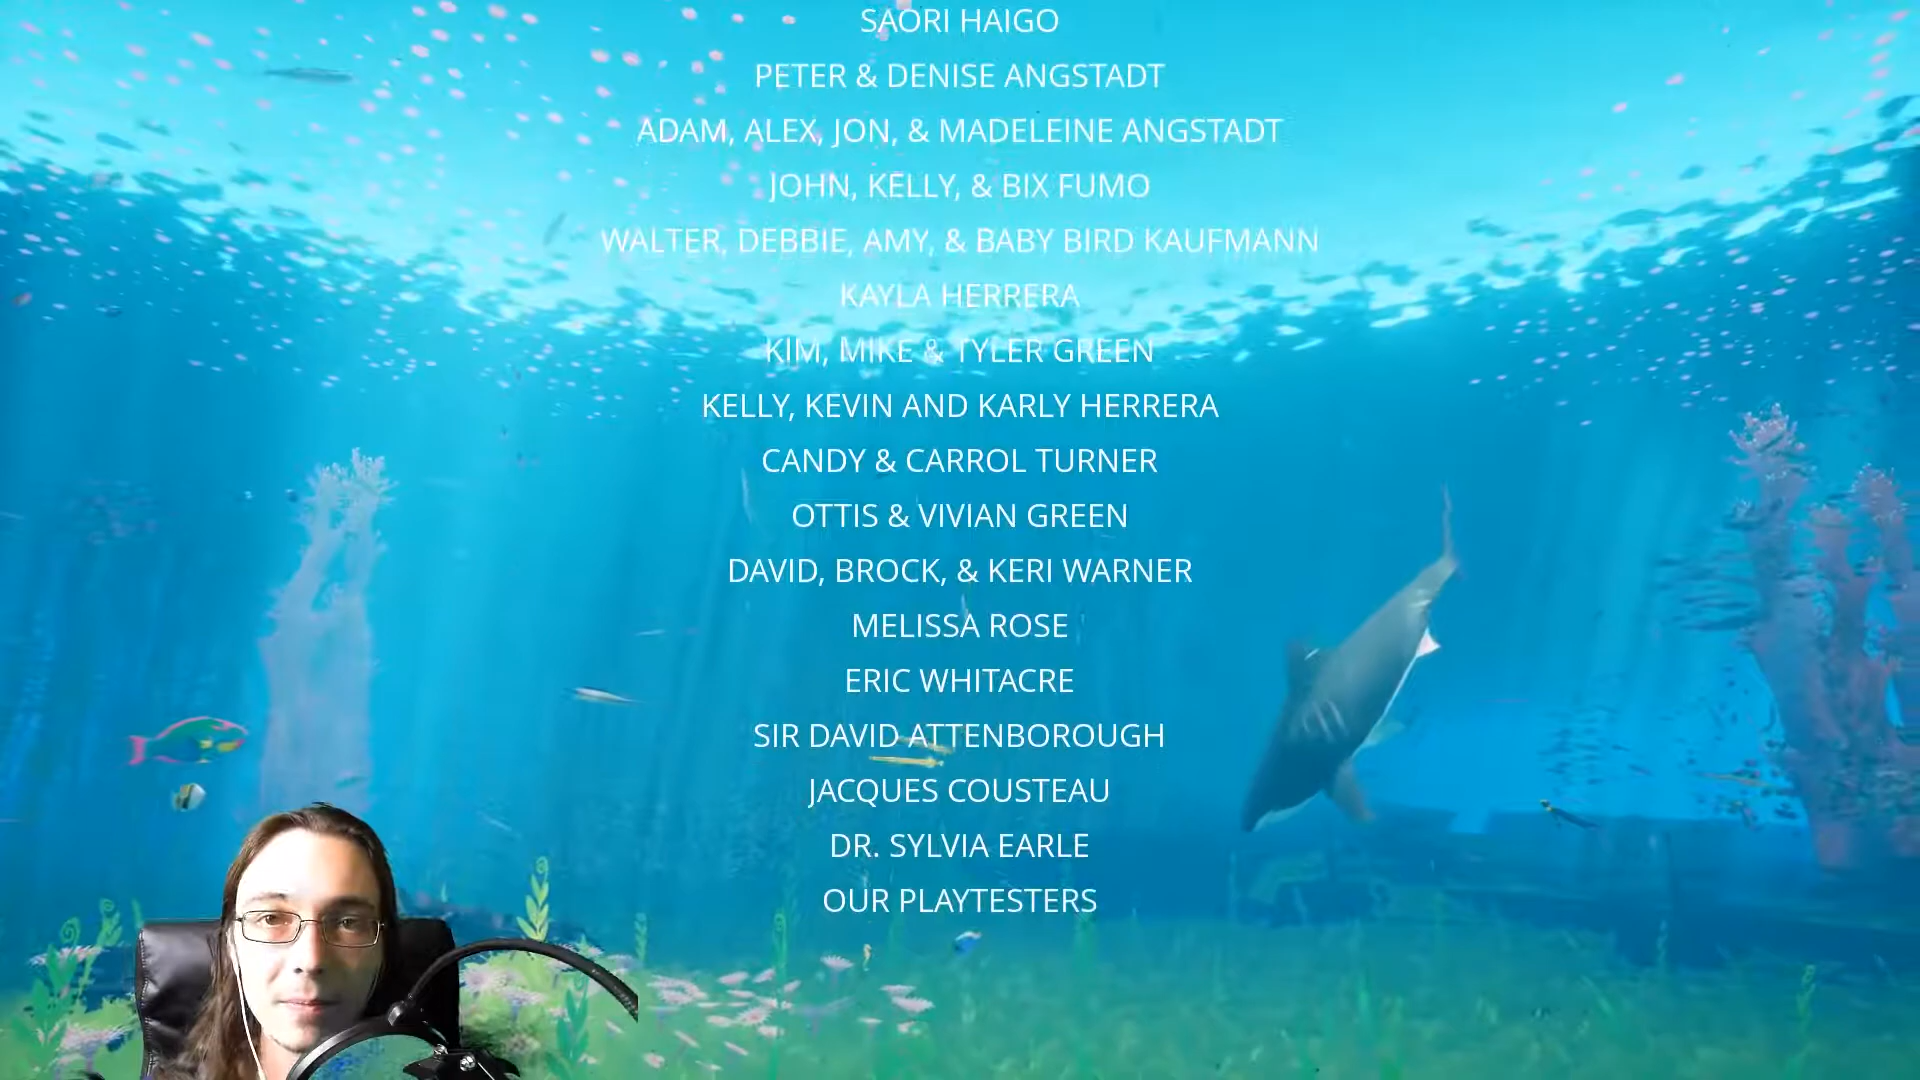 SAORI HAIGO
PETER & DENISE ANGSTADT
ADAM, ALEX, JON, & MADELEINE ANGSTADT
JOHN, KELLY, & BIX FUMO
WALTER, DEBBIE, AMY, & BABY BIRD KAUFMANN
KAYLA HERRERA
KIM, MIKE & TYLER GREEN
KELLY, KEVIN AND KARLY HERRERA
CANDY & CARROL TURNER
OTTIS & VIVIAN GREEN
DAVID, BROCK, & KERI WARNER
MELISSA ROSE
ERIC WHITACRE
SIR DAVID ATTENBOROUGH
JACQUES COUSTEAU
DR. SYLVIA EARLE
OUR PLAYTESTERS